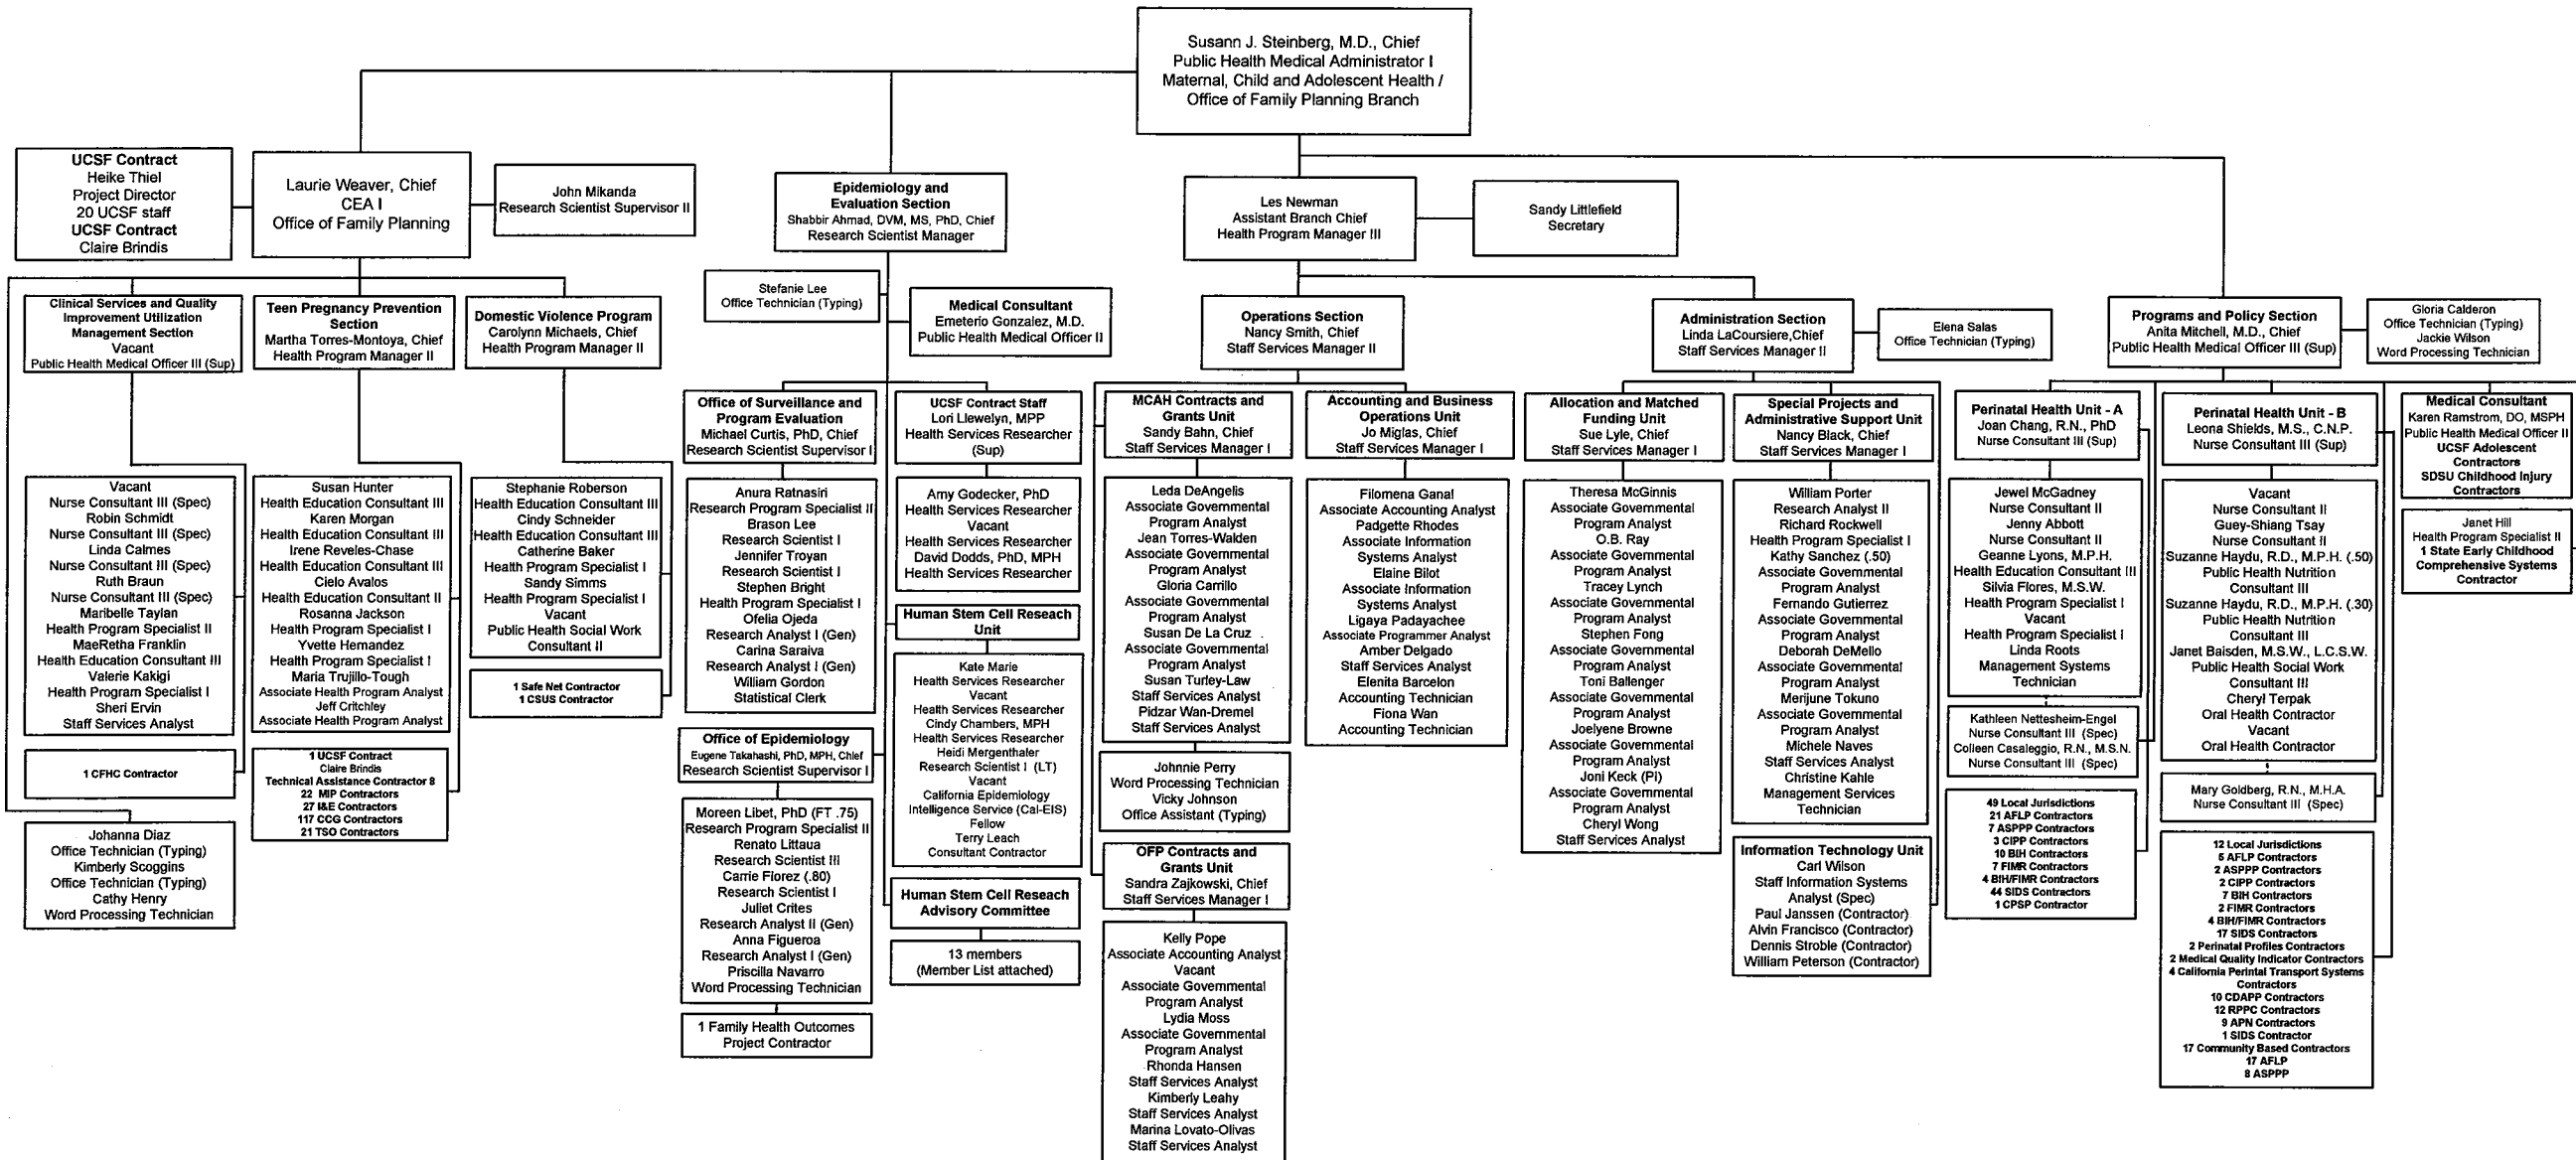 Susann J. Steinberg, M.D., Chief
Public Health Medical Administrator I
Maternal, Child and Adolescent Health /
Office of Family Planning Branch
UCSF Contract
Heike Thiel
Project Director
20 UCSF staff
UCSF Contract
Claire Brindis
Laurie Weaver, Chief
CEA I
Office of Family Planning
John Mikanda
Research Scientist Supervisor II
Epidemiology and
Evaluation Section
Shabbir Ahmad, DVM, MS, PhD, Chief
Research Scientist Manager
Les Newman
Assistant Branch Chief
Health Program Manager III
Sandy Littlefield
Secretary
Stefanie Lee
Office Technician (Typing)
Medical Consultant
Emeterio Gonzalez, M.D.
Public Health Medical Officer II
Clinical Services and Quality
Improvement Utilization
Management Section
Vacant
Public Health Medical Officer III (Sup)
Teen Pregnancy Prevention
Section
Martha Torres-Montoya, Chief
Health Program Manager II
Domestic Violence Program
Carolynn Michaels, Chief
Health Program Manager II
Operations Section
Nancy Smith, Chief
Staff Services Manager II
Administration Section
Linda LaCoursiere,Chief
Staff Services Manager II
Elena Salas
Office Technician (Typing)
Programs and Policy Section
Anita Mitchell, M.D., Chief
Public Health Medical Officer III (Sup)
Gloria Calderon
Office Technician (Typing)
Jackie Wilson
Word Processing Technician
Office of Surveillance and
Program Evaluation
Michael Curtis, PhD, Chief
Research Scientist Supervisor I
UCSF Contract Staff
Lori Llewelyn, MPP
Health Services Researcher
(Sup)
MCAH Contracts and
Grants Unit
Sandy Bahn, Chief
Staff Services Manager I
Accounting and Business
Operations Unit
Jo Miglas, Chief
Staff Services Manager I
Allocation and Matched
Funding Unit
Sue Lyle, Chief
Staff Services Manager I
Special Projects and
Administrative Support Unit
Nancy Black, Chief
Staff Services Manager I
Perinatal Health Unit - A
Joan Chang, R.N., PhD
Nurse Consultant III (Sup)
Perinatal Health Unit - B
Leona Shields, M.S., C.N.P.
Nurse Consultant III (Sup)
Medical Consultant
Karen Ramstrom, DO, MSPH
Public Health Medical Officer II
UCSF Adolescent
Contractors
SDSU Childhood Injury
Contractors
Vacant
Nurse Consultant III (Spec)
Robin Schmidt
Nurse Consultant III (Spec)
Linda Calmes
Nurse Consultant III (Spec)
Ruth Braun
Nurse Consultant III (Spec)
Maribelle Taylan
Health Program Specialist II
MaeRetha Franklin
Health Education Consultant III
Valerie Kakigi
Health Program Specialist I
Sheri Ervin
Staff Services Analyst
1 CFHC Contractor
Johanna Diaz
Office Technician (Typing)
Kimberly Scoggins
Office Technician (Typing)
Cathy Henry
Word Processing Technician
Susan Hunter
Health Education Consultant III
Karen Morgan
Health Education Consultant III
Irene Reveles-Chase
Health Education Consultant III
Cielo Avalos
Health Education Consultant II
Rosanna Jackson
Health Program Specialist I
Yvette Hernandez
Health Program Specialist I
Maria Trujillo-Tough
Associate Health Program Analyst
Jeff Critchley
Associate Health Program Analyst
1 UCSF Contract
Claire Brindis
Technical Assistance Contractor 8
22 MIP Contractors
27 I&E Contractors
117 CCG Contractors
21 TSO Contractors
Stephanie Roberson
Health Education Consultant III
Cindy Schneider
Health Education Consultant III
Catherine Baker
Health Program Specialist I
Sandy Simms
Health Program Specialist I
Vacant
Public Health Social Work
Consultant II
1 Safe Net Contractor
1 CSUS Contractor
Anura Ratnasiri
Research Program Specialist II
Brason Lee
Research Scientist I
Jennifer Troyan
Research Scientist I
Stephen Bright
Health Program Specialist I
Ofelia Ojeda
Research Analyst I (Gen)
Carina Saraiva
Research Analyst I (Gen)
William Gordon
Statistical Clerk
Office of Epidemiology
Eugene Takahashi, PhD, MPH, Chief
Research Scientist Supervisor I
Moreen Libet, PhD (FT .75)
Research Program Specialist II
Renato Littaua
Research Scientist III
Carrie Florez (.80)
Research Scientist I
Juliet Crites
Research Analyst II (Gen)
Anna Figueroa
Research Analyst I (Gen)
Priscilla Navarro
Word Processing Technician
1 Family Health Outcomes
Project Contractor
Amy Godecker, PhD
Health Services Researcher
Vacant
Health Services Researcher
David Dodds, PhD, MPH
Health Services Researcher
Human Stem Cell Reseach
Unit
Kate Marie
Health Services Researcher
Vacant
Health Services Researcher
Cindy Chambers, MPH
Health Services Researcher
Heidi Mergenthaler
Research Scientist I (LT)
Vacant
California Epidemiology
Intelligence Service (Cal-EIS)
Fellow
Terry Leach
Consultant Contractor
Human Stem Cell Reseach
Advisory Committee
13 members
(Member List attached)
Leda DeAngelis
Associate Governmental
Program Analyst
Jean Torres-Walden
Associate Governmental
Program Analyst
Gloria Carrillo
Associate Governmental
Program Analyst
Susan De La Cruz
Associate Governmental
Program Analyst
Susan Turley-Law
Staff Services Analyst
Pidzar Wan-Dremel
Staff Services Analyst
Johnnie Perry
Word Processing Technician
Vicky Johnson
Office Assistant (Typing)
OFP Contracts and
Grants Unit
Sandra Zajkowski, Chief
Staff Services Manager I
Kelly Pope
Associate Accounting Analyst
Vacant
Associate Governmental
Program Analyst
Lydia Moss
Associate Governmental
Program Analyst
Rhonda Hansen
Staff Services Analyst
Kimberly Leahy
Staff Services Analyst
Marina Lovato-Olivas
Staff Services Analyst
Filomena Ganal
Associate Accounting Analyst
Padgette Rhodes
Associate Information
Systems Analyst
Elaine Bilot
Associate Information
Systems Analyst
Ligaya Padayachee
Associate Programmer Analyst
Amber Delgado
Staff Services Analyst
Elenita Barcelon
Accounting Technician
Fiona Wan
Accounting Technician
Theresa McGinnis
Associate Governmental
Program Analyst
O.B. Ray
Associate Governmental
Program Analyst
Tracey Lynch
Associate Governmental
Program Analyst
Stephen Fong
Associate Governmental
Program Analyst
Toni Ballenger
Associate Governmental
Program Analyst
Joelyene Browne
Associate Governmental
Program Analyst
Joni Keck (PI)
Associate Governmental
Program Analyst
Cheryl Wong
Staff Services Analyst
William Porter
Research Analyst II
Richard Rockwell
Health Program Specialist I
Kathy Sanchez (.50)
Associate Governmental
Program Analyst
Fernando Gutierrez
Associate Governmental
Program Analyst
Deborah DeMello
Associate Governmental
Program Analyst
Merijune Tokuno
Associate Governmental
Program Analyst
Michele Naves
Staff Services Analyst
Christine Kahle
Management Services
Technician
Information Technology Unit
Carl Wilson
Staff Information Systems
Analyst (Spec)
Paul Janssen (Contractor)
Alvin Francisco (Contractor)
Dennis Stroble (Contractor)
William Peterson (Contractor)
Jewel McGadney
Nurse Consultant II
Jenny Abbott
Nurse Consultant II
Geanne Lyons, M.P.H.
Health Education Consultant III
Silvia Flores, M.S.W.
Health Program Specialist I
Vacant
Health Program Specialist I
Linda Roots
Management Systems
Technician
Kathleen Nettesheim-Engel
Nurse Consultant III (Spec)
Colleen Casaleggio, R.N., M.S.N.
Nurse Consultant III (Spec)
49 Local Jurisdictions
21 AFLP Contractors
7 ASPPP Contractors
3 CIPP Contractors
10 BIH Contractors
7 FIMR Contractors
4 BIH/FIMR Contractors
44 SIDS Contractors
1 CPSP Contractor
Vacant
Nurse Consultant II
Guey-Shiang Tsay
Nurse Consultant II
Suzanne Haydu, R.D., M.P.H. (.50)
Public Health Nutrition
Consultant III
Suzanne Haydu, R.D., M.P.H. (.30)
Public Health Nutrition
Consultant III
Janet Baisden, M.S.W., L.C.S.W.
Public Health Social Work
Consultant III
Cheryl Terpak
Oral Health Contractor
Vacant
Oral Health Contractor
Mary Goldberg, R.N., M.H.A.
Nurse Consultant III (Spec)
12 Local Jurisdictions
5 AFLP Contractors
2 ASPPP Contractors
2 CIPP Contractors
7 BIH Contractors
2 FIMR Contractors
4 BIH/FIMR Contractors
17 SIDS Contractors
2 Perinatal Profiles Contractors
2 Medical Quality Indicator Contractors
4 California Perintal Transport Systems
Contractors
10 CDAPP Contractors
12 RPPC Contractors
9 APN Contractors
1 SIDS Contractor
17 Community Based Contractors
17 AFLP
8 ASPPP
Janet Hill
Health Program Specialist II
1 State Early Childhood
Comprehensive Systems
Contractor